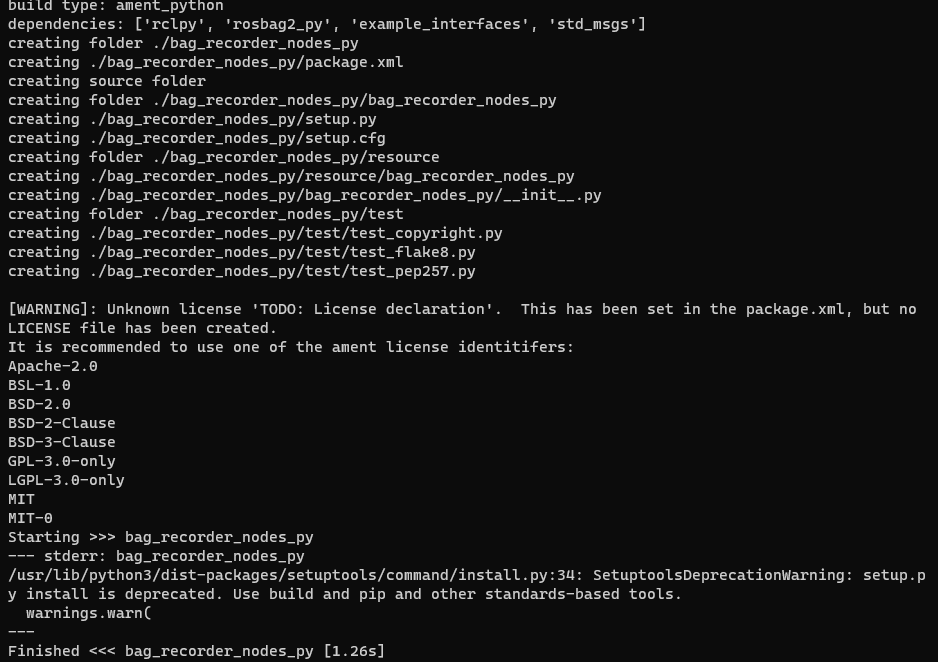 build type: ament_python
dependencies: ['rclpy', 'rosbag2_py', 'example_interfaces', 'std_msgs']
creating folder ./bag_recorder_nodes_py
creating ./bag_recorder_nodes_py/package.xml
creating source folder
creating folder ./bag_recorder_nodes_py/bag_recorder_nodes_py
creating ./bag_recorder_nodes_py/setup.py
creating ./bag_recorder_nodes_py/setup.cfg
creating folder ./bag_recorder_nodes_py/resource
creating ./bag_recorder_nodes_py/resource/bag_recorder_nodes_py
creating ./bag_recorder_nodes_py/bag_recorder_nodes_py/__init__.py
creating folder ./bag_recorder_nodes_py/test
creating ./bag_recorder_nodes_py/test/test_copyright.py
creating ./bag_recorder_nodes_py/test/test_flake8.py
creating ./bag_recorder_nodes_py/test/test_pep257.py

[WARNING]: Unknown license 'TODO: License declaration'.  This has been set in the package.xml, but no
LICENSE file has been created.
It is recommended to use one of the ament license identitifers:
Apache-2.0
BSL-1.0
BSD-2.0
BSD-2-Clause
BSD-3-Clause
GPL-3.0-only
LGPL-3.0-only
MIT
MIT-0
Starting >>> bag_recorder_nodes_py
--- stderr: bag_recorder_nodes_py
/usr/lib/python3/dist-packages/setuptools/command/install.py:34: SetuptoolsDeprecationWarning: setup.p
y install is deprecated. Use build and pip and other standards-based tools.
  warnings.warn(
---
Finished <<< bag_recorder_nodes_py [1.26s]